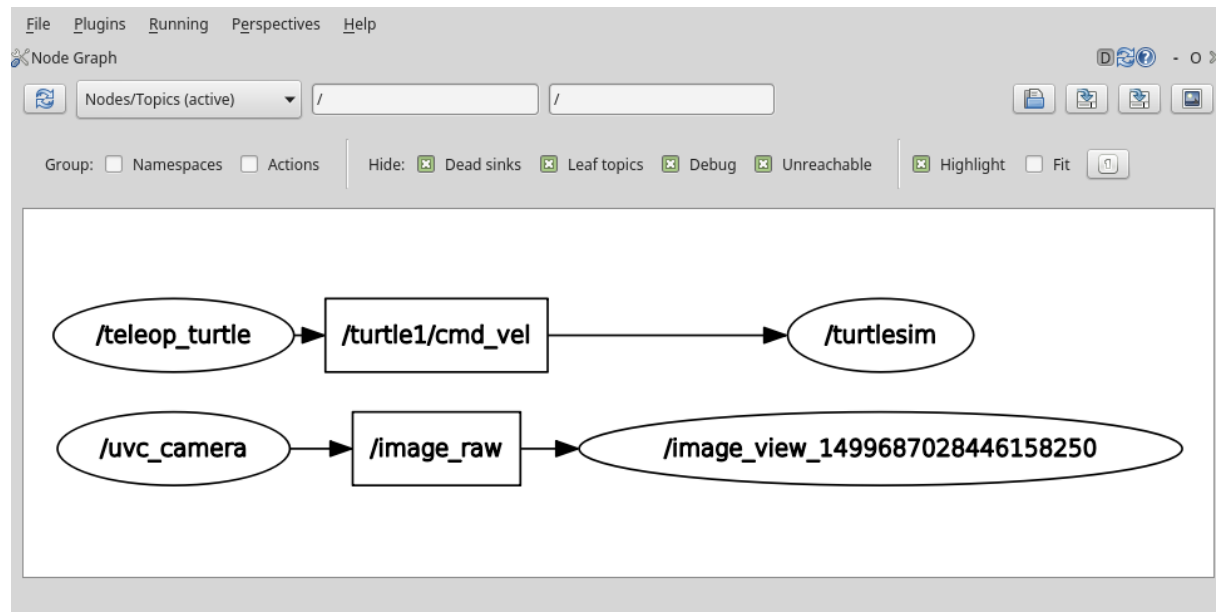 File Plugins Running Perspectives Help
Node Graph
D - O
Nodes/Topics (active) / /
Group: Namespaces Actions Hide: Dead sinks Leaf topics Debug Unreachable Highlight Fit
/teleop_turtle /turtle1/cmd_vel /turtlesim
/uvc_camera /image_raw /image_view_1499687028446158250